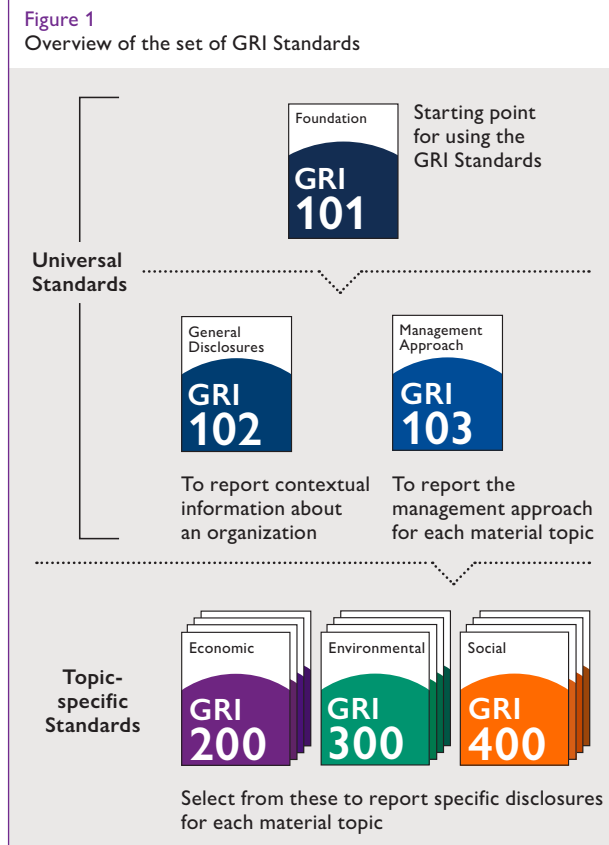 Figure 1
Overview of the set of GRI Standards
Foundation
GRI
101
Starting point
for using the
GRI Standards
Universal
Standards
General
Disclosures
GRI
102
Management
Approach
GRI
103
To report contextual
information about
an organization
To report the
management approach
for each material topic
Topic-
specific
Standards
Economic
GRI
200
Environmental
GRI
300
Social
GRI
400
Select from these to report specific disclosures
for each material topic